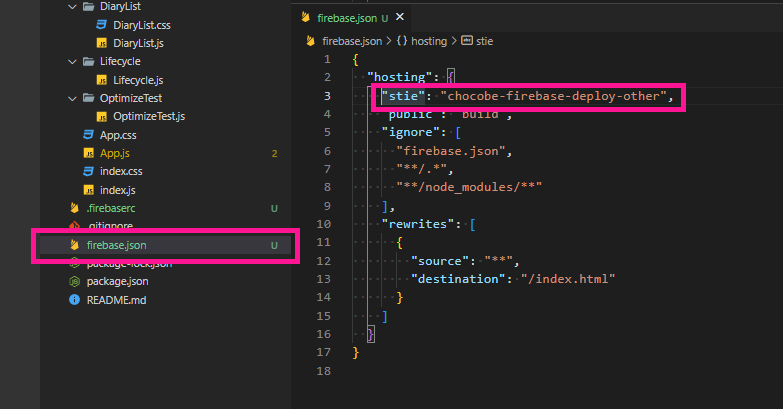 DiaryList
DiaryList.css
DiaryList.js
Lifecycle
Lifecycle.js
OptimizeTest
OptimizeTest.js
App.css
App.js 2
index.css
index.js
.firebaserc U
.gitignore
firebase.json U
package-lock.json
package.json
README.md
firebase.json U
firebase.json > {} hosting > abc stie
1 {
2 "hosting": {
3 "stie": "chocobe-firebase-deploy-other",
4 "public": "build",
5 "ignore": [
6 "firebase.json",
7 "**/.*",
8 "**/node_modules/**"
9 ],
10 "rewrites": [
11 {
12 "source": "**",
13 "destination": "/index.html"
14 }
15 ]
16 }
17 }
18